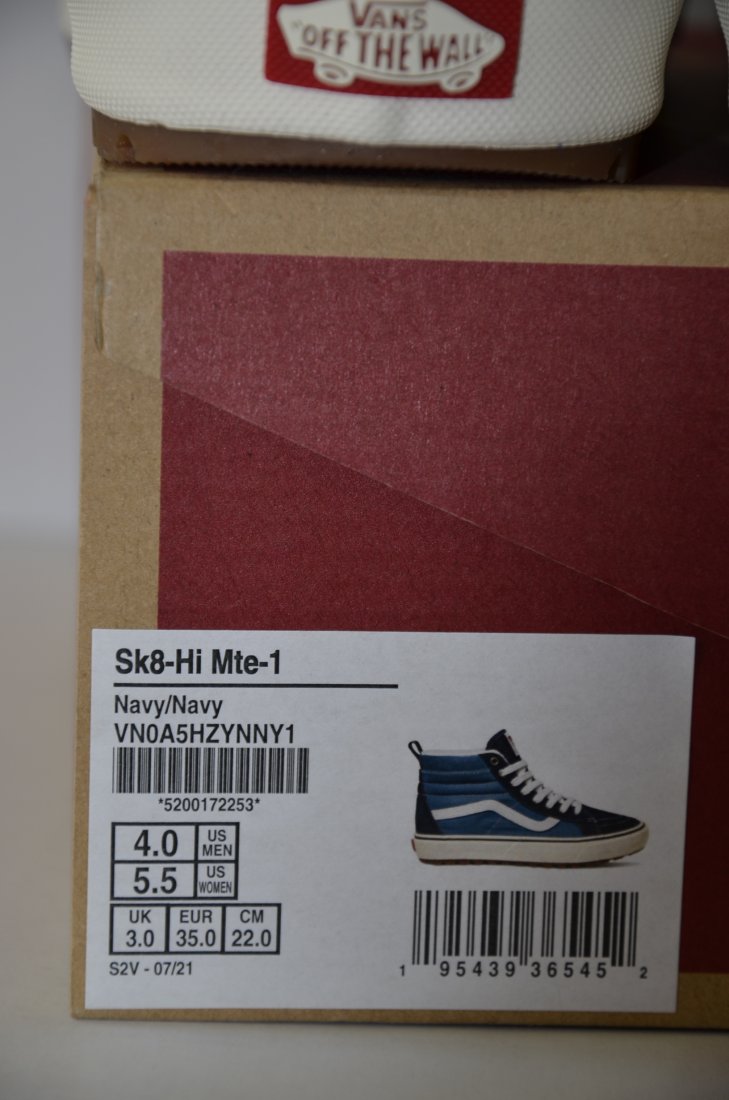 VANS
"OFF THE WALL"
Sk8-Hi Mte-1
Navy/Navy
VN0A5HZYNNY1
*5200172253*
4.0 US MEN
5.5 US WOMEN
UK EUR CM
3.0 35.0 22.0
S2V - 07/21
1 95439 36545 2